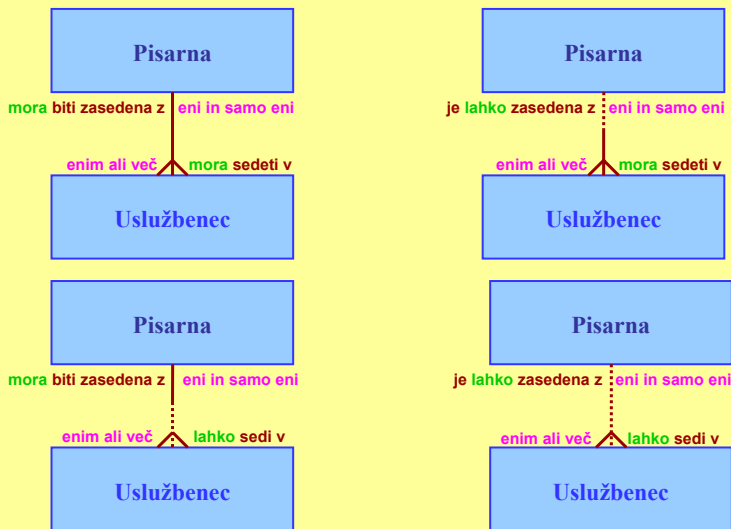 Pisarna
mora biti zasedena z eni in samo eni
enim ali več mora sedeti v
Uslužbenec
Pisarna
je lahko zasedena z eni in samo eni
enim ali več mora sedeti v
Uslužbenec
Pisarna
mora biti zasedena z eni in samo eni
enim ali več lahko sedi v
Uslužbenec
Pisarna
je lahko zasedena z eni in samo eni
enim ali več lahko sedi v
Uslužbenec